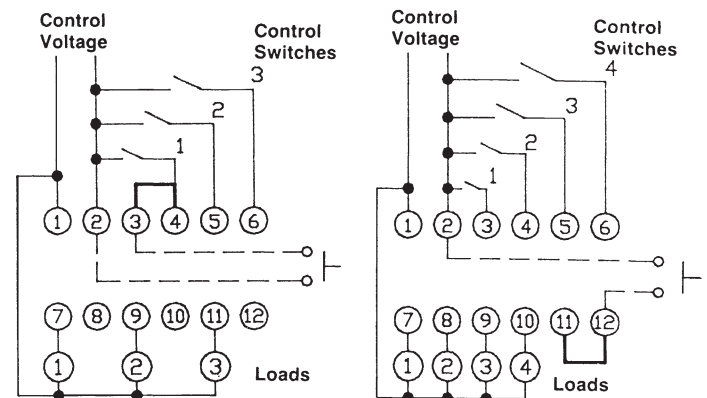 Control
Voltage
Control
Switches
3
2
1
1 2 3 4 5 6
7 8 9 10 11 12
1 2 3
Loads
Control
Voltage
Control
Switches
4
3
2
1
1 2 3 4 5 6
7 8 9 10 11 12
1 2 3 4
Loads